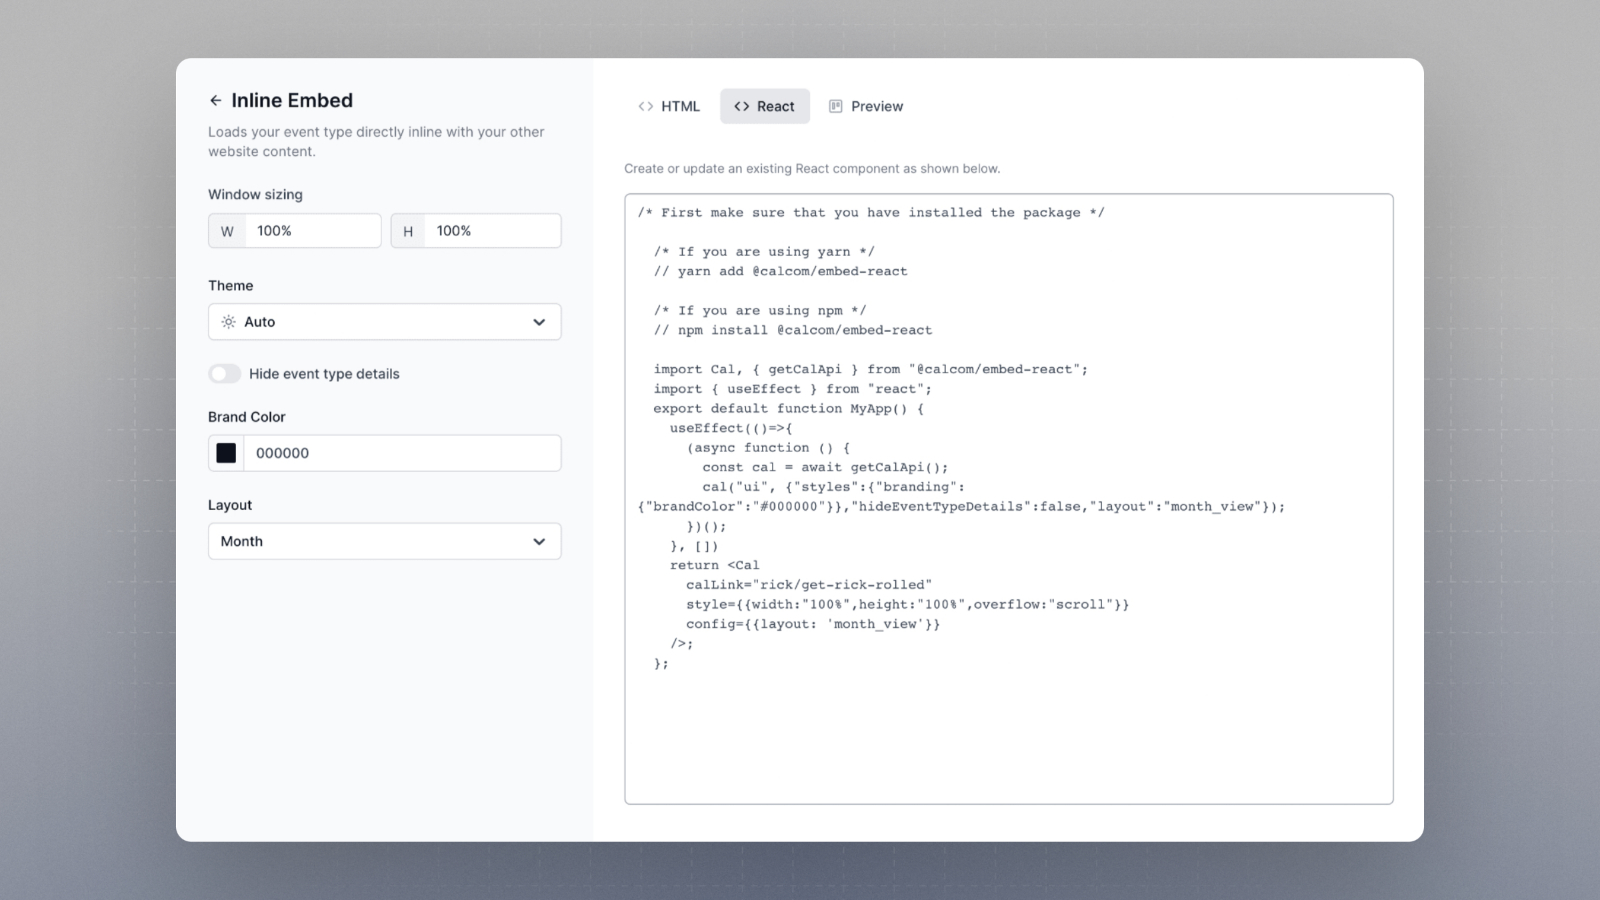 Inline Embed
Loads your event type directly inline with your other
website content.
Window sizing
W 100% H 100%
Theme
Auto
Hide event type details
Brand Color
000000
Layout
Month
HTML React Preview
Create or update an existing React component as shown below.
/* First make sure that you have installed the package */
/* If you are using yarn */
// yarn add @calcom/embed-react
/* If you are using npm */
// npm install @calcom/embed-react
import Cal, { getCalApi } from "@calcom/embed-react";
import { useEffect } from "react";
export default function MyApp() {
useEffect(()=>{
(async function () {
const cal = await getCalApi();
cal("ui", {"styles":{"branding":
{"brandColor":"#000000"}},"hideEventTypeDetails":false,"layout":"month_view"});
})();
}, [])
return <Cal
calLink="rick/get-rick-rolled"
style={{width:"100%",height:"100%",overflow:"scroll"}}
config={{layout: 'month_view'}}
/>;
};